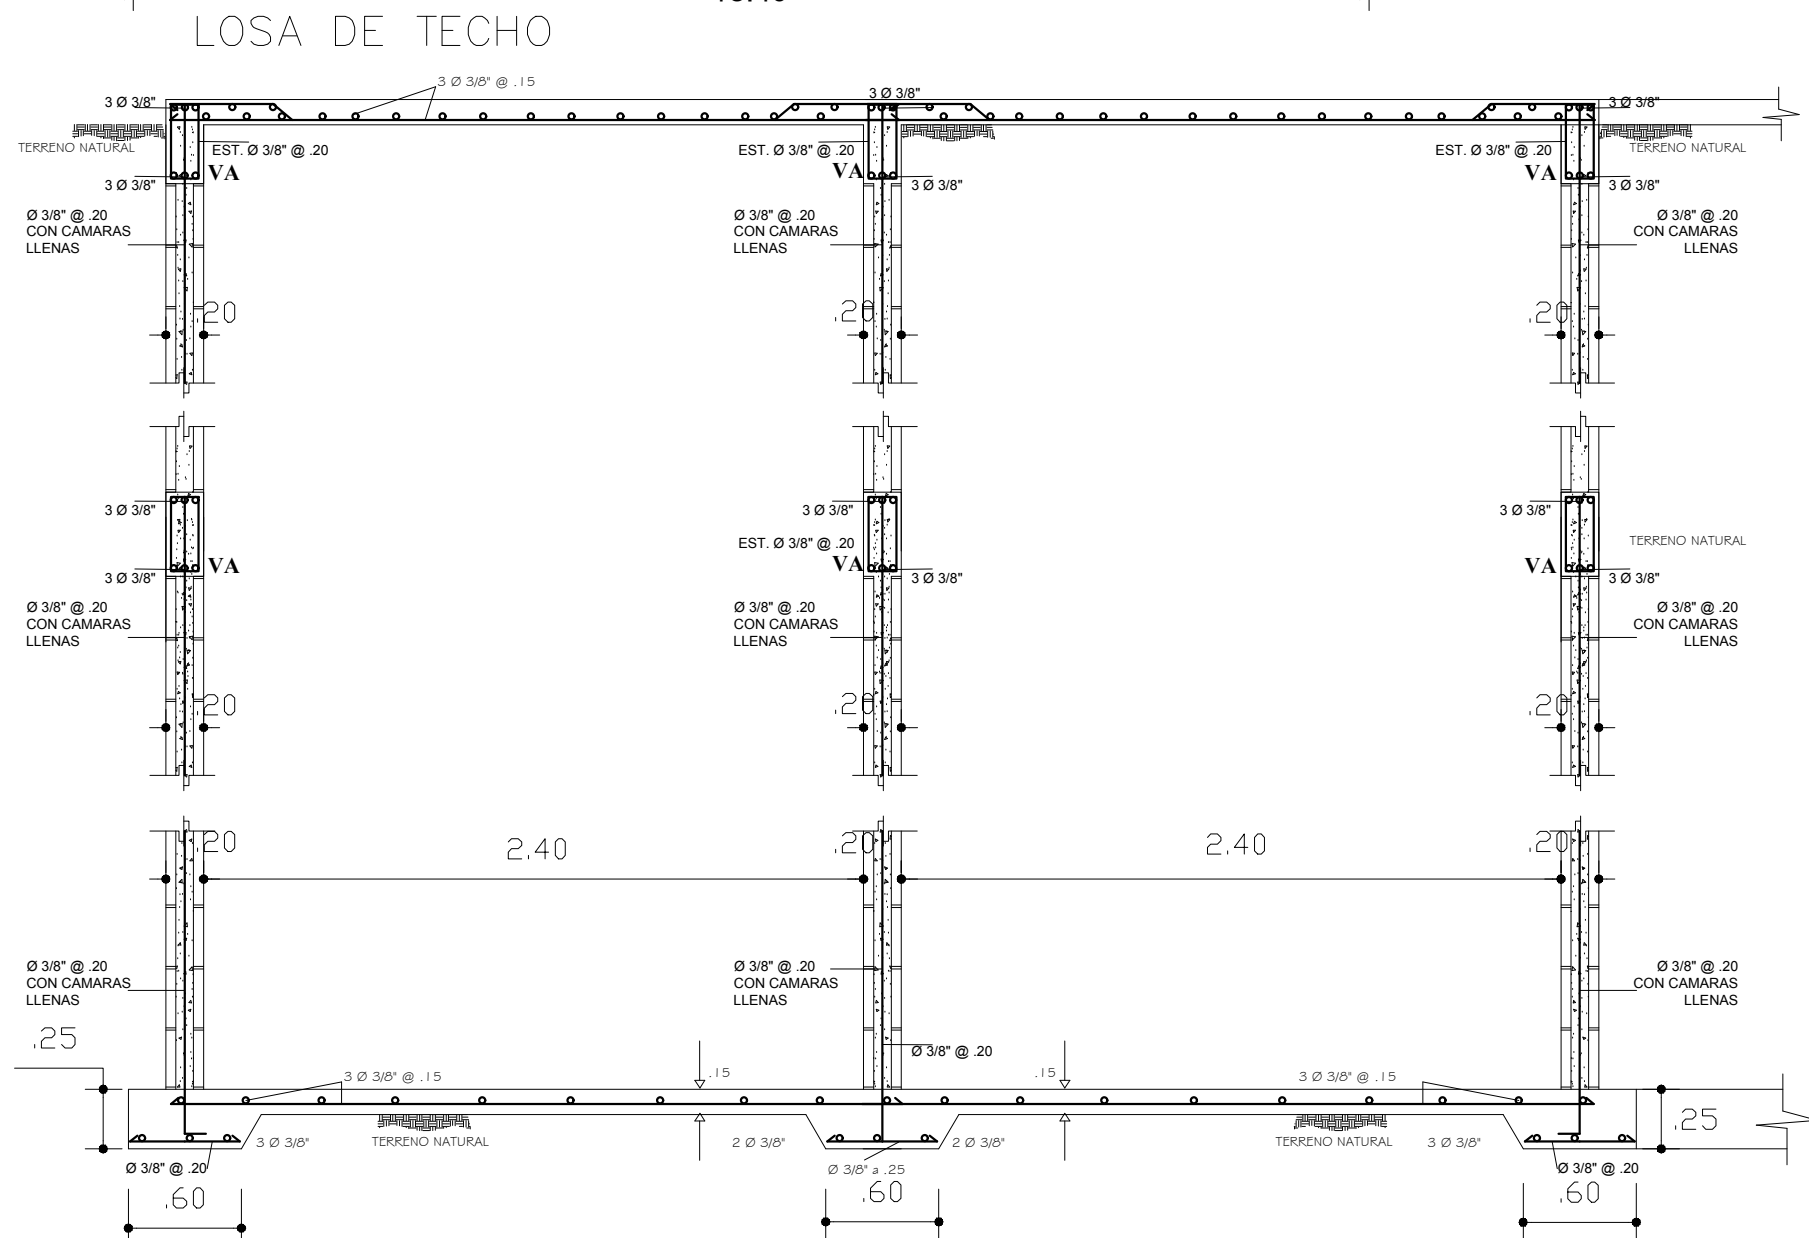 LOSA DE TECHO
3 Ø 3/8" @ .15
3 Ø 3/8"
3 Ø 3/8"
3 Ø 3/8"
TERRENO NATURAL
EST. Ø 3/8" @ .20
EST. Ø 3/8" @ .20
EST. Ø 3/8" @ .20
TERRENO NATURAL
3 Ø 3/8"
VA
VA
3 Ø 3/8"
VA
3 Ø 3/8"
Ø 3/8" @ .20
CON CAMARAS
LLENAS
Ø 3/8" @ .20
CON CAMARAS
LLENAS
Ø 3/8" @ .20
CON CAMARAS
LLENAS
.20
.20
.20
3 Ø 3/8"
3 Ø 3/8"
3 Ø 3/8"
EST. Ø 3/8" @ .20
TERRENO NATURAL
3 Ø 3/8"
VA
VA
3 Ø 3/8"
VA
3 Ø 3/8"
Ø 3/8" @ .20
CON CAMARAS
LLENAS
Ø 3/8" @ .20
CON CAMARAS
LLENAS
Ø 3/8" @ .20
CON CAMARAS
LLENAS
.20
.20
.20
.20
2.40
.20
2.40
.20
Ø 3/8" @ .20
CON CAMARAS
LLENAS
Ø 3/8" @ .20
CON CAMARAS
LLENAS
Ø 3/8" @ .20
CON CAMARAS
LLENAS
.25
Ø 3/8" @ .20
3 Ø 3/8" @ .15
.15
.15
3 Ø 3/8" @ .15
.25
3 Ø 3/8"
TERRENO NATURAL
2 Ø 3/8"
2 Ø 3/8"
TERRENO NATURAL
3 Ø 3/8"
Ø 3/8" @ .20
Ø 3/8" a .25
Ø 3/8" @ .20
.60
.60
.60